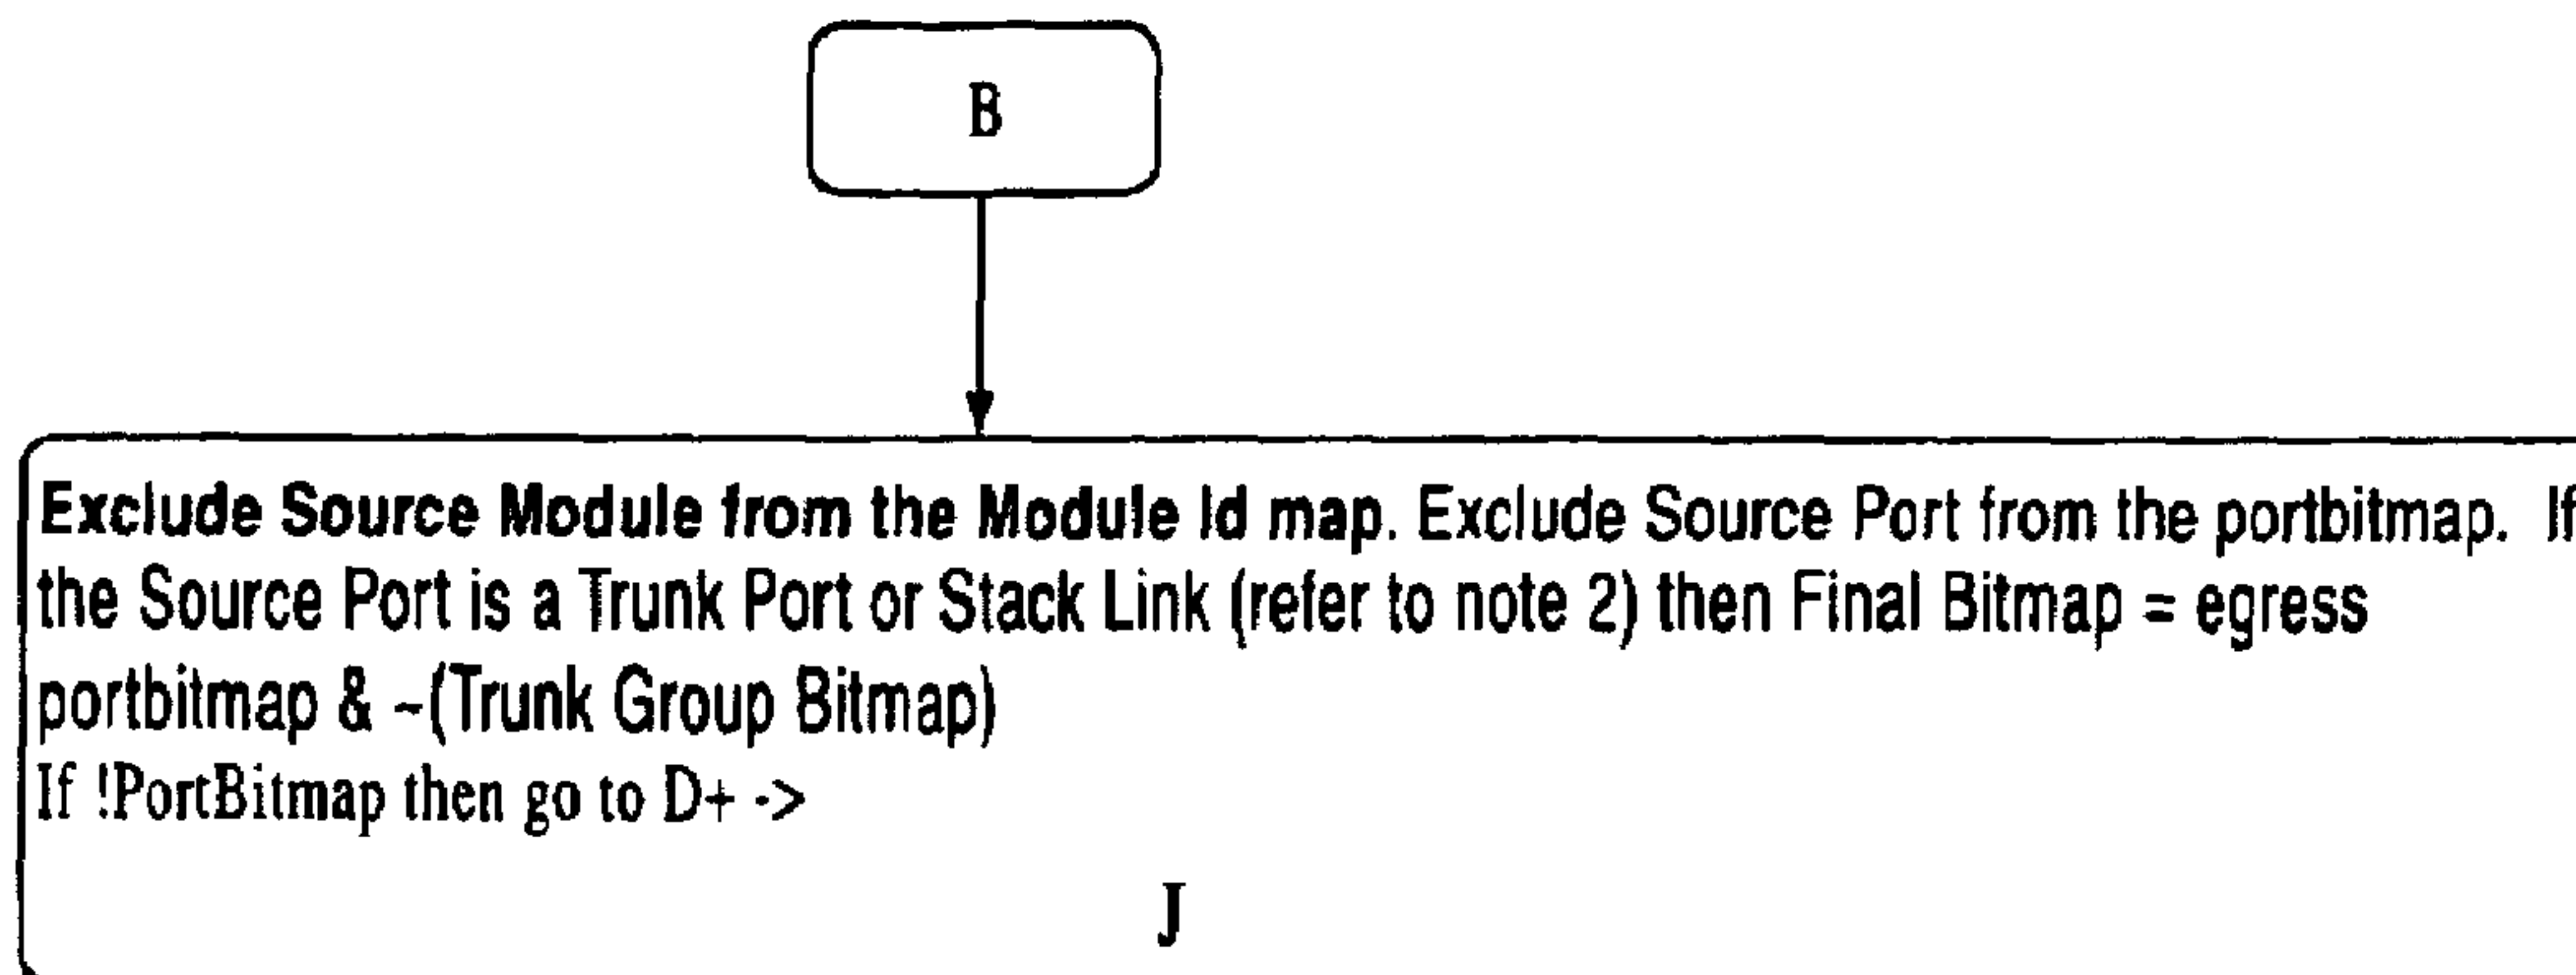 B
Exclude Source Module from the Module Id map. Exclude Source Port from the portbitmap. If
the Source Port is a Trunk Port or Stack Link (refer to note 2) then Final Bitmap = egress
portbitmap & ~(Trunk Group Bitmap)
If !PortBitmap then go to D+ ->
J